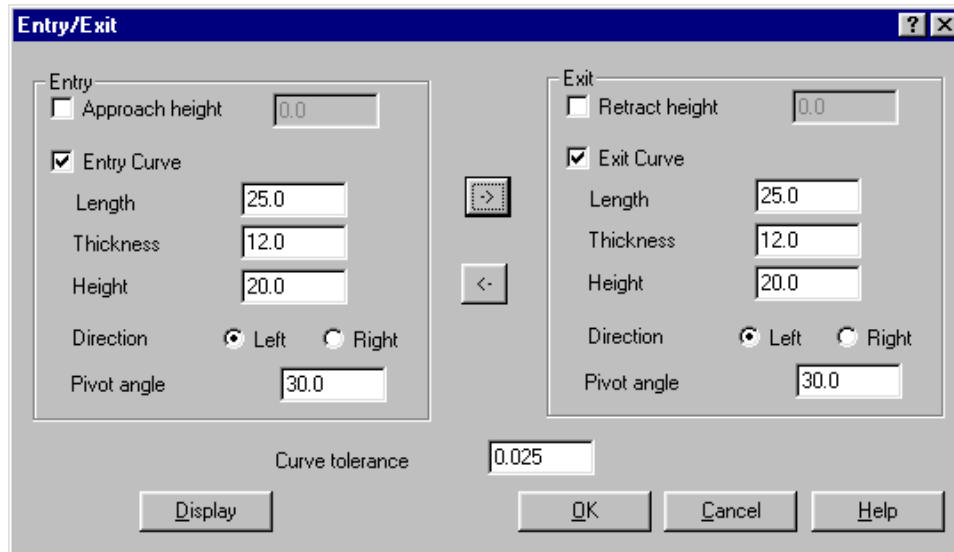 Entry/Exit
Entry
Approach height 0.0
Entry Curve
Length 25.0
Thickness 12.0
Height 20.0
Direction Left Right
Pivot angle 30.0
->
<-
Exit
Retract height 0.0
Exit Curve
Length 25.0
Thickness 12.0
Height 20.0
Direction Left Right
Pivot angle 30.0
Curve tolerance 0.025
Display OK Cancel Help